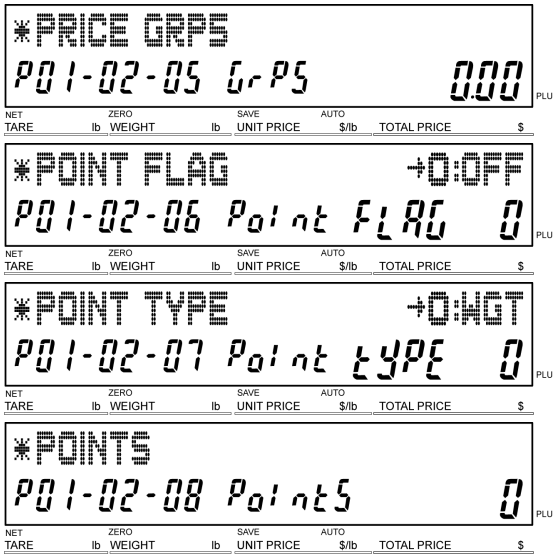 *PRICE GRPS
P01-02-05 GrPS 0.00
PLU
NET ZERO SAVE AUTO
TARE lb WEIGHT lb UNIT PRICE $/lb TOTAL PRICE $
*POINT FLAG →0:OFF
P01-02-06 Point FLAG 0
PLU
NET ZERO SAVE AUTO
TARE lb WEIGHT lb UNIT PRICE $/lb TOTAL PRICE $
*POINT TYPE →0:WGT
P01-02-07 Point tYPE 0
PLU
NET ZERO SAVE AUTO
TARE lb WEIGHT lb UNIT PRICE $/lb TOTAL PRICE $
*POINTS
P01-02-08 PointS 0
PLU
NET ZERO SAVE AUTO
TARE lb WEIGHT lb UNIT PRICE $/lb TOTAL PRICE $